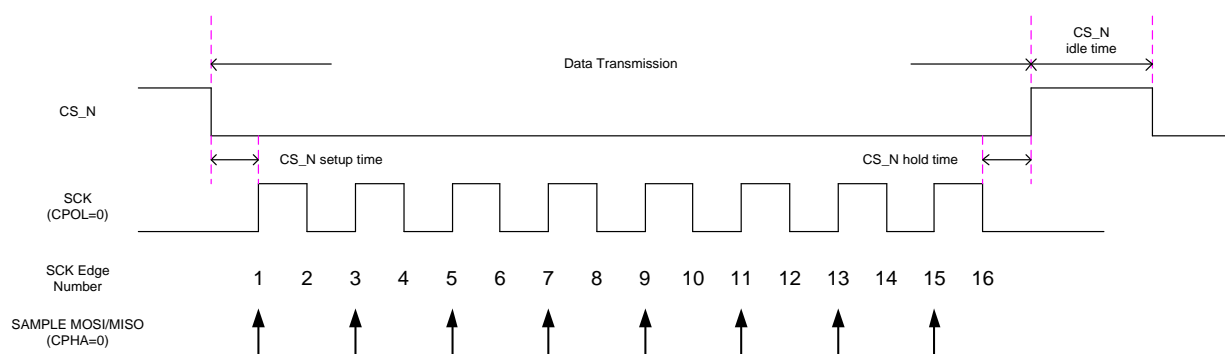 CS_N
idle time
Data Transmission
CS_N
CS_N setup time
CS_N hold time
SCK
(CPOL=0)
SCK Edge
Number
1 2 3 4 5 6 7 8 9 10 11 12 13 14 15 16
SAMPLE MOSI/MISO
(CPHA=0)